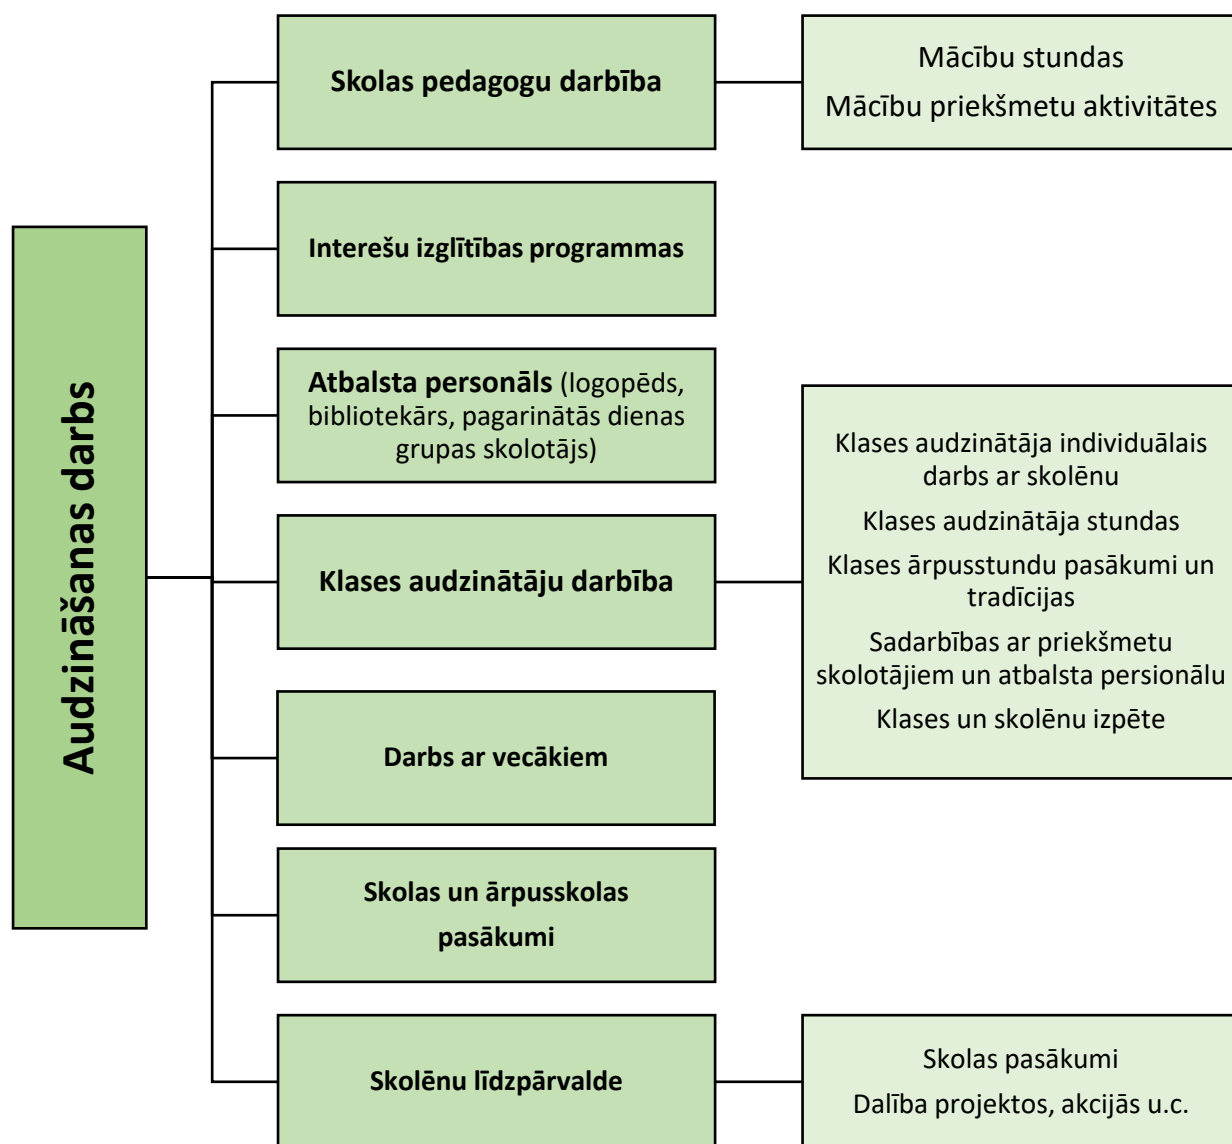 Audzināšanas darbs
Skolas pedagogu darbība
Mācību stundas
Mācību priekšmetu aktivitātes
Interešu izglītības programmas
Atbalsta personāls (logopēds,
bibliotekārs, pagarinātās dienas
grupas skolotājs)
Klases audzinātāju darbība
Klases audzinātāja individuālais
darbs ar skolēnu
Klases audzinātāja stundas
Klases ārpusstundu pasākumi un
tradīcijas
Sadarbības ar priekšmetu
skolotājiem un atbalsta persionālu
Klases un skolēnu izpēte
Darbs ar vecākiem
Skolas un ārpusskolas
pasākumi
Skolēnu līdzpārvalde
Skolas pasākumi
Dalība projektos, akcijās u.c.